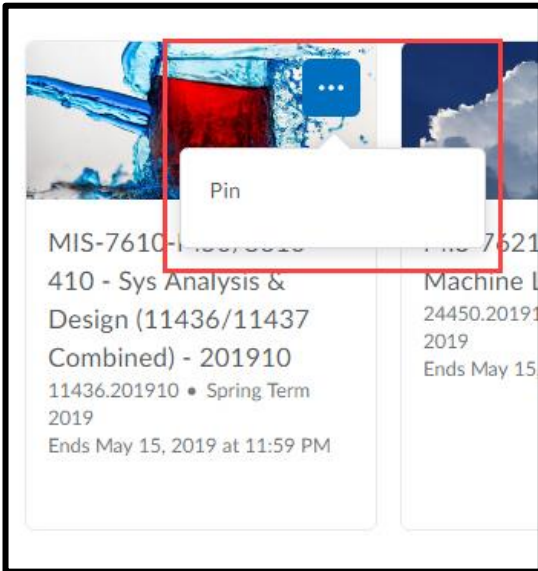 Pin
MIS-7610-
410 - Sys Analysis &
Design (11436/11437
Combined) - 201910
11436.201910 • Spring Term
2019
Ends May 15, 2019 at 11:59 PM
7621
Machine L
24450.20191
2019
Ends May 15,